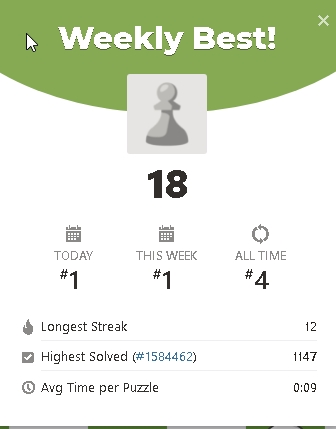 Weekly Best!
18
TODAY THIS WEEK ALL TIME
#1 #1 #4
Longest Streak 12
Highest Solved (#1584462) 1147
Avg Time per Puzzle 0:09